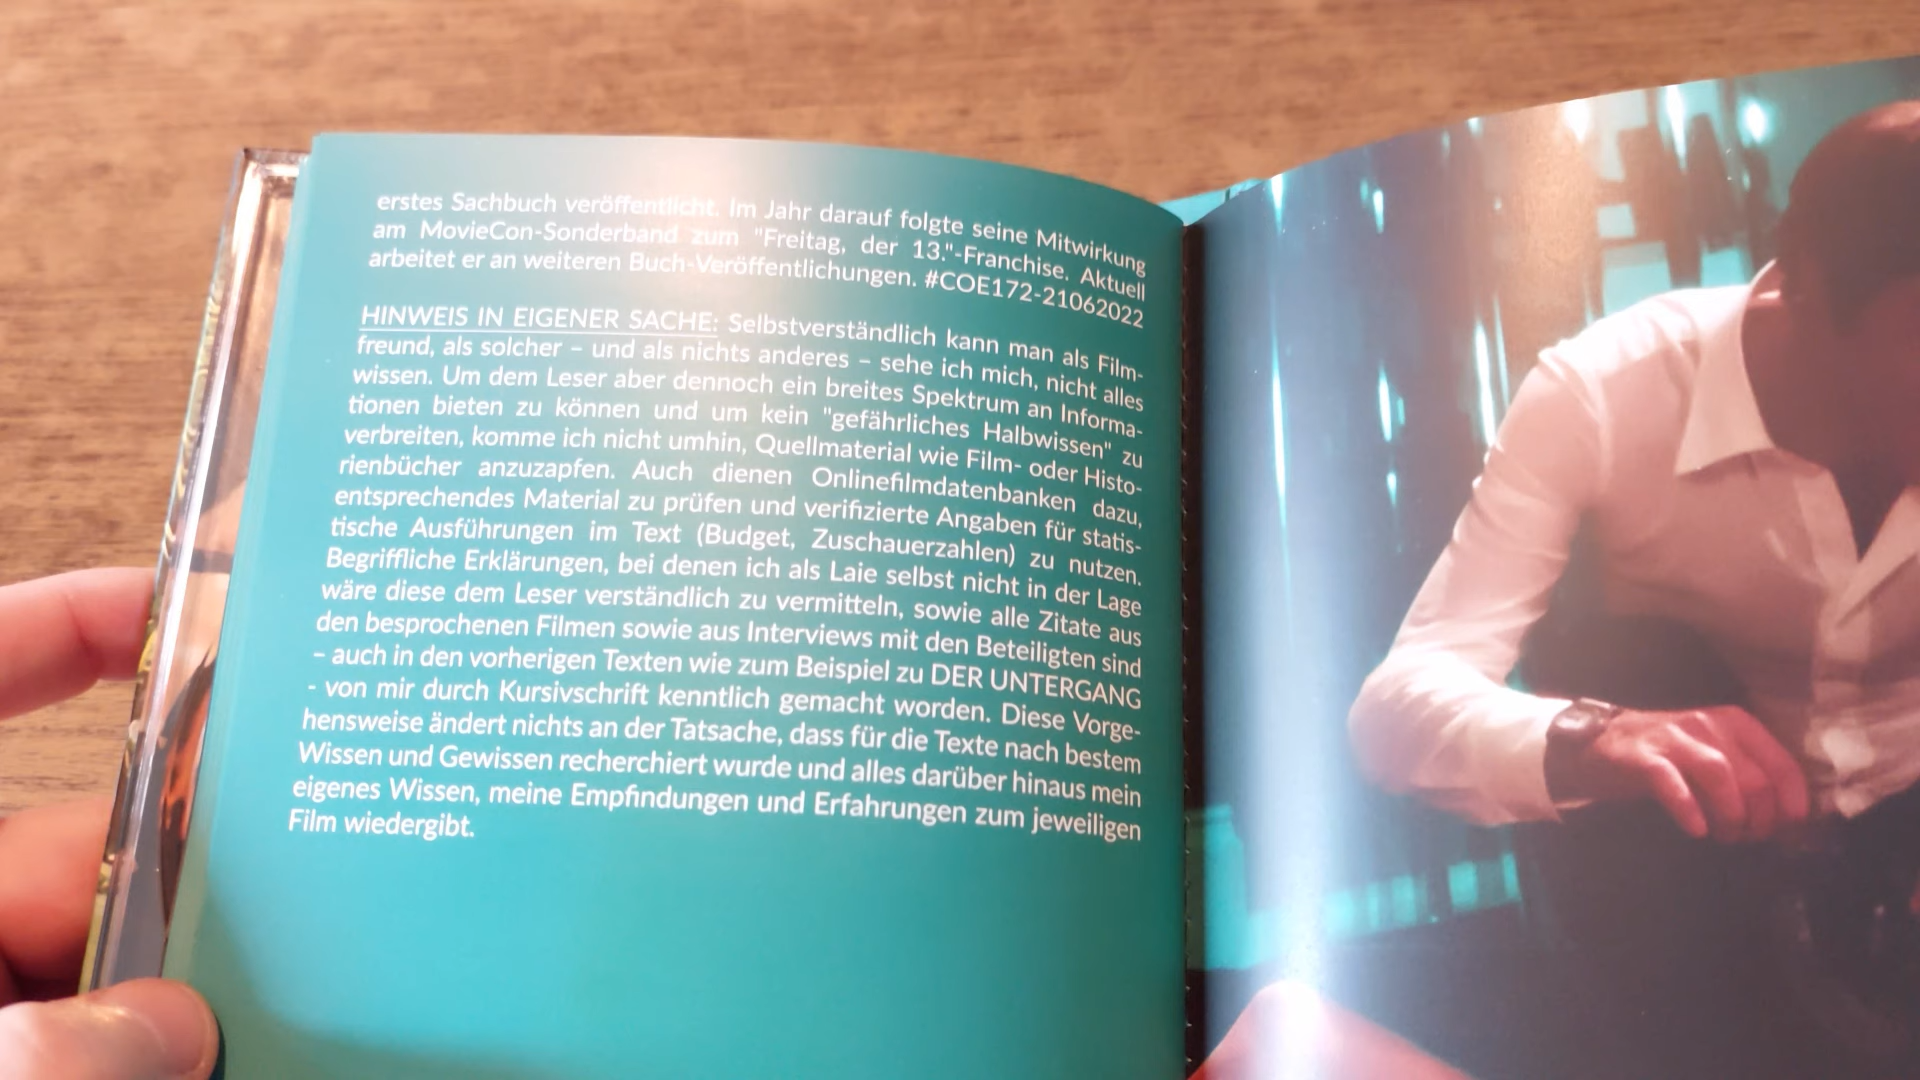 erstes Sachbuch veröffentlicht. Im Jahr darauf folgte seine Mitwirkung
am MovieCon-Sonderband zum "Freitag, der 13."-Franchise. Aktuell
arbeitet er an weiteren Buch-Veröffentlichungen. #COE172-21062022
HINWEIS IN EIGENER SACHE: Selbstverständlich kann man als Film-
freund, als solcher – und als nichts anderes – sehe ich mich, nicht alles
wissen. Um dem Leser aber dennoch ein breites Spektrum an Informa-
tionen bieten zu können und um kein "gefährliches Halbwissen" zu
verbreiten, komme ich nicht umhin, Quellmaterial wie Film- oder Histo-
rienbücher anzuzapfen. Auch dienen Onlinefilmdatenbanken dazu,
entsprechendes Material zu prüfen und verifizierte Angaben für statis-
tische Ausführungen im Text (Budget, Zuschauerzahlen) zu nutzen.
Begriffliche Erklärungen, bei denen ich als Laie selbst nicht in der Lage
wäre diese dem Leser verständlich zu vermitteln, sowie alle Zitate aus
den besprochenen Filmen sowie aus Interviews mit den Beteiligten sind
– auch in den vorherigen Texten wie zum Beispiel zu DER UNTERGANG
- von mir durch Kursivschrift kenntlich gemacht worden. Diese Vorge-
hensweise ändert nichts an der Tatsache, dass für die Texte nach bestem
Wissen und Gewissen recherchiert wurde und alles darüber hinaus mein
eigenes Wissen, meine Empfindungen und Erfahrungen zum jeweiligen
Film wiedergibt.